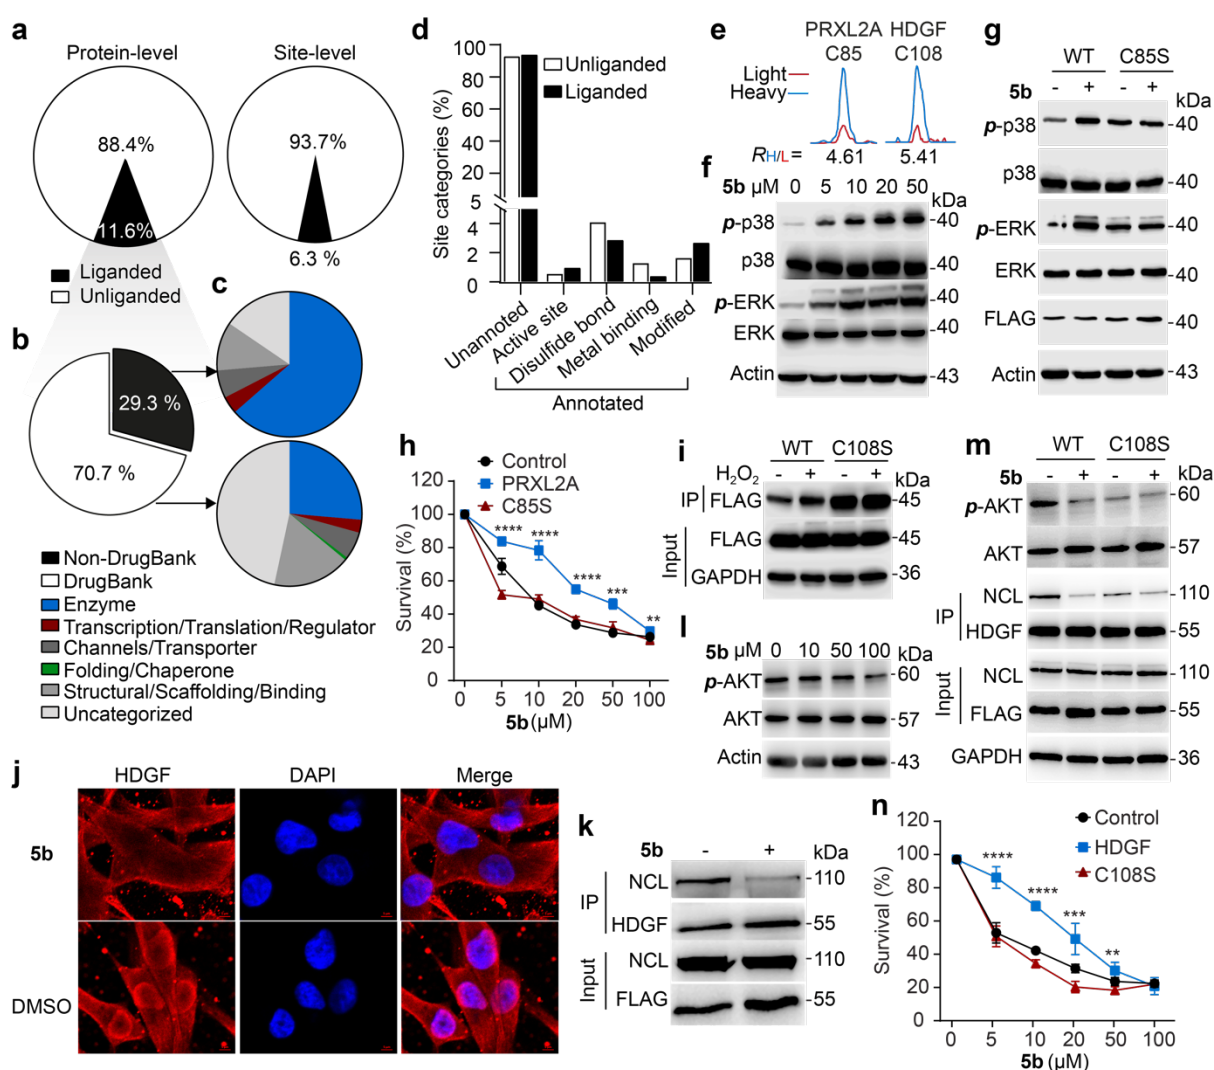 a
Protein-level
Site-level
88.4%
11.6%
93.7%
6.3 %
Liganded
Unliganded
b
29.3 %
70.7 %
c
Non-DrugBank
DrugBank
Enzyme
Transcription/Translation/Regulator
Channels/Transporter
Folding/Chaperone
Structural/Scaffolding/Binding
Uncategorized
d
Site categories (%)
100
80
60
40
20
5
4
2
0
Unliganded
Liganded
Unannoted
Active site
Disulfide bond
Metal binding
Modified
Annotated
e
PRXL2A HDGF
C85 C108
Light
Heavy
RH/L = 4.61 5.41
f
5b µM 0 5 10 20 50
kDa
p-p38 -40
p38 -40
p-ERK -40
ERK -40
Actin -43
g
WT C85S
5b - + - + kDa
p-p38 -40
p38 -40
p-ERK -40
ERK -40
FLAG -40
Actin -43
h
Survival (%)
120
100
80
60
40
20
0
Control
PRXL2A
C85S
**** **** **** *** **
0 5 10 20 50 100
5b (µM)
i
WT C108S
H2O2 - + - + kDa
IP FLAG -45
Input
FLAG -45
GAPDH -36
j
HDGF DAPI Merge
5b
DMSO
k
5b - + kDa
IP
NCL -110
HDGF -55
Input
NCL -110
FLAG -55
l
5b µM 0 10 50 100 kDa
p-AKT -60
AKT -57
Actin -43
m
WT C108S
5b - + - + kDa
p-AKT -60
AKT -57
IP
NCL -110
HDGF -55
Input
NCL -110
FLAG -55
GAPDH -36
n
Survival (%)
120
100
80
60
40
20
0
Control
HDGF
C108S
**** **** *** **
0 5 10 20 50 100
5b (µM)